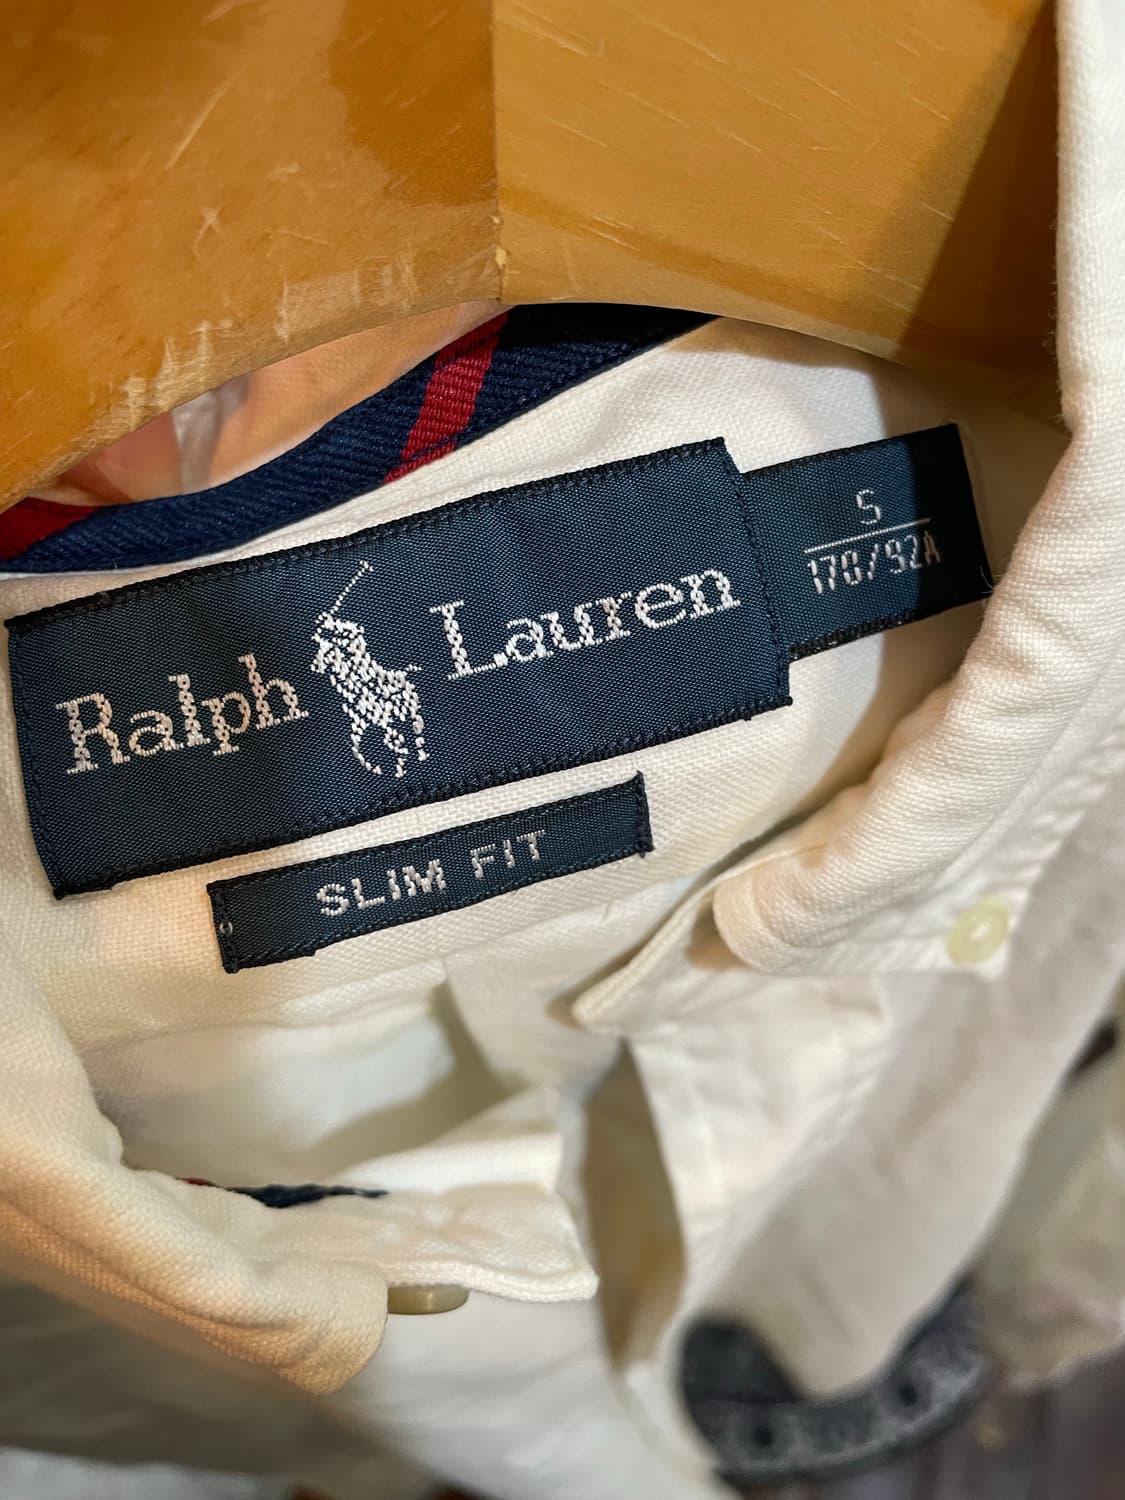 Ralph Lauren
S
170/92A
SLIM FIT